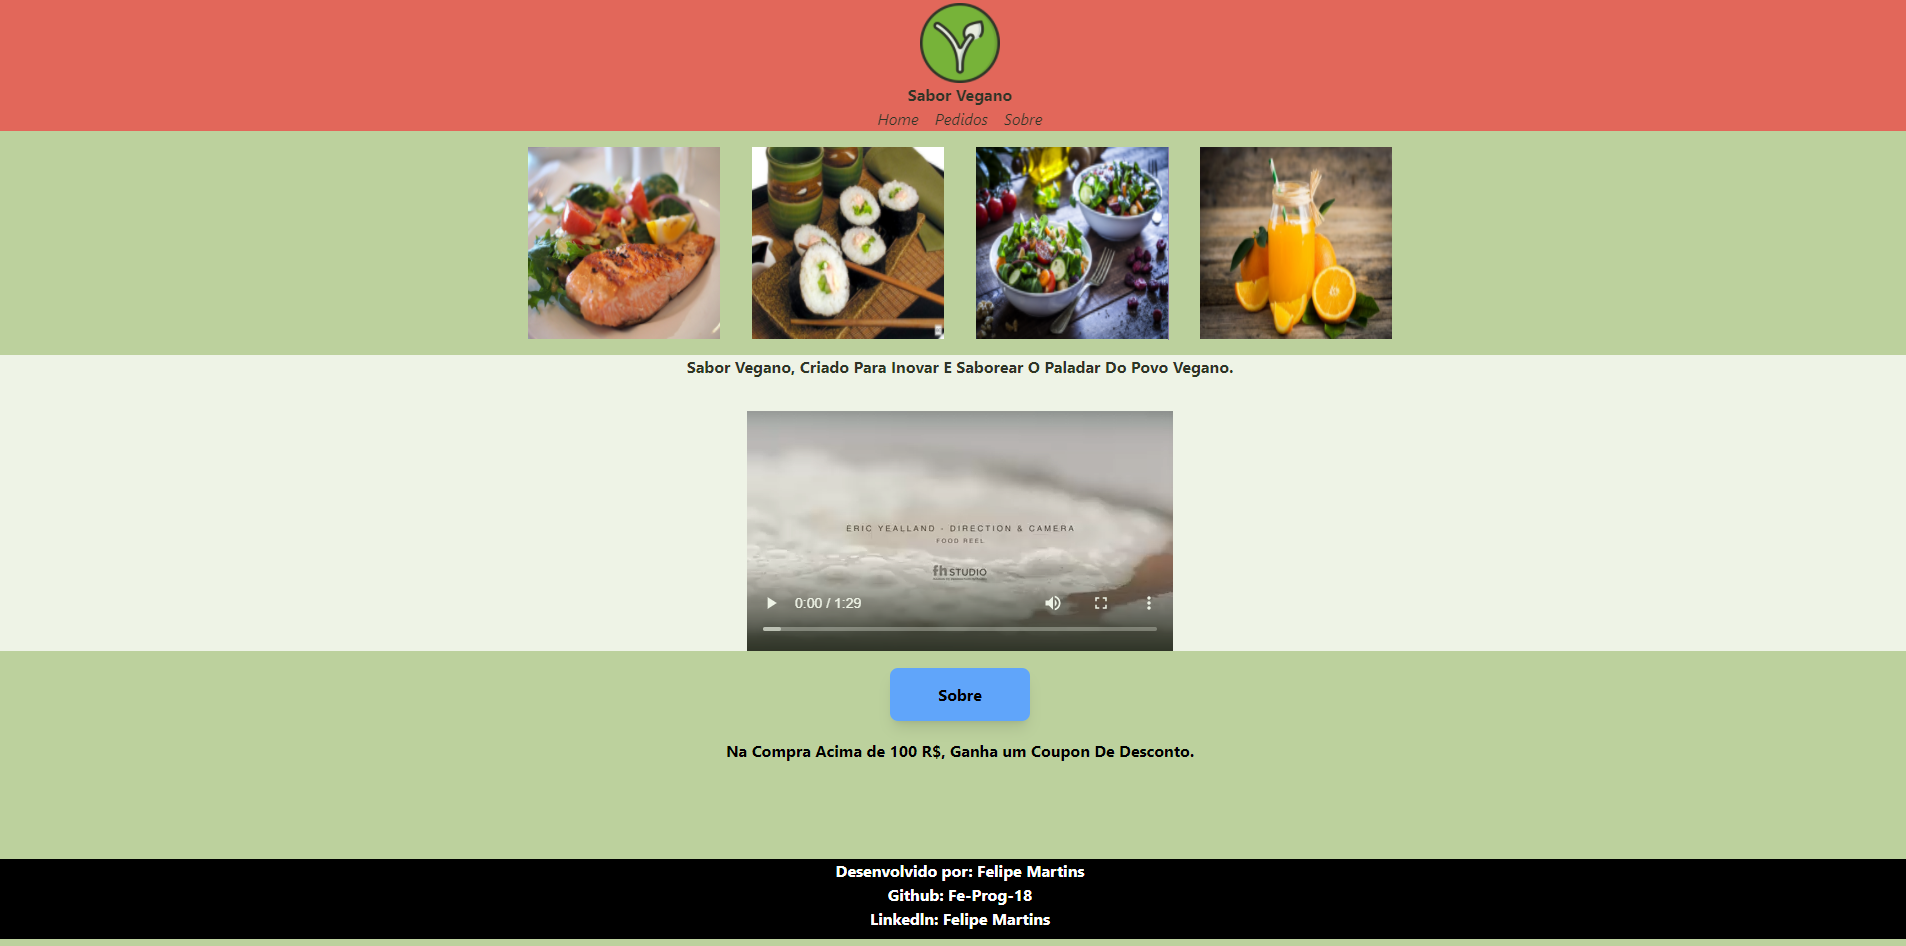 Sabor Vegano
Home Pedidos Sobre
Sabor Vegano, Criado Para Inovar E Saborear O Paladar Do Povo Vegano.
ERIC YEALLAND - DIRECTION & CAMERA
FOOD REEL
fh STUDIO
0:00 / 1:29
Sobre
Na Compra Acima de 100 R$, Ganha um Coupon De Desconto.
Desenvolvido por: Felipe Martins
Github: Fe-Prog-18
Linkedln: Felipe Martins